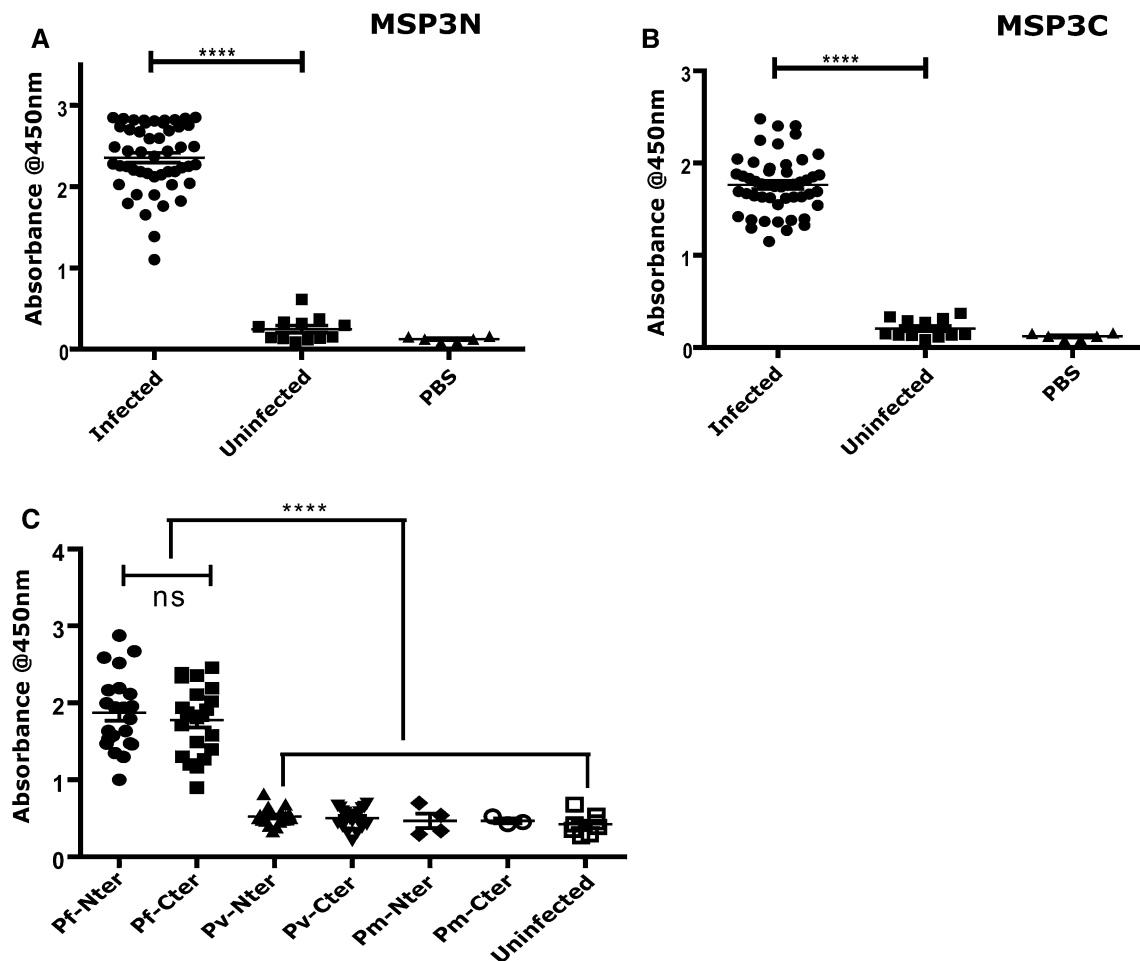 A
MSP3N
****
Absorbance @450nm
3
2
1
0
Infected
Uninfected
PBS
B
MSP3C
****
Absorbance @450nm
3
2
1
0
Infected
Uninfected
PBS
C
****
ns
Absorbance @450nm
4
3
2
1
0
Pf-Nter
Pf-Cter
Pv-Nter
Pv-Cter
Pm-Nter
Pm-Cter
Uninfected